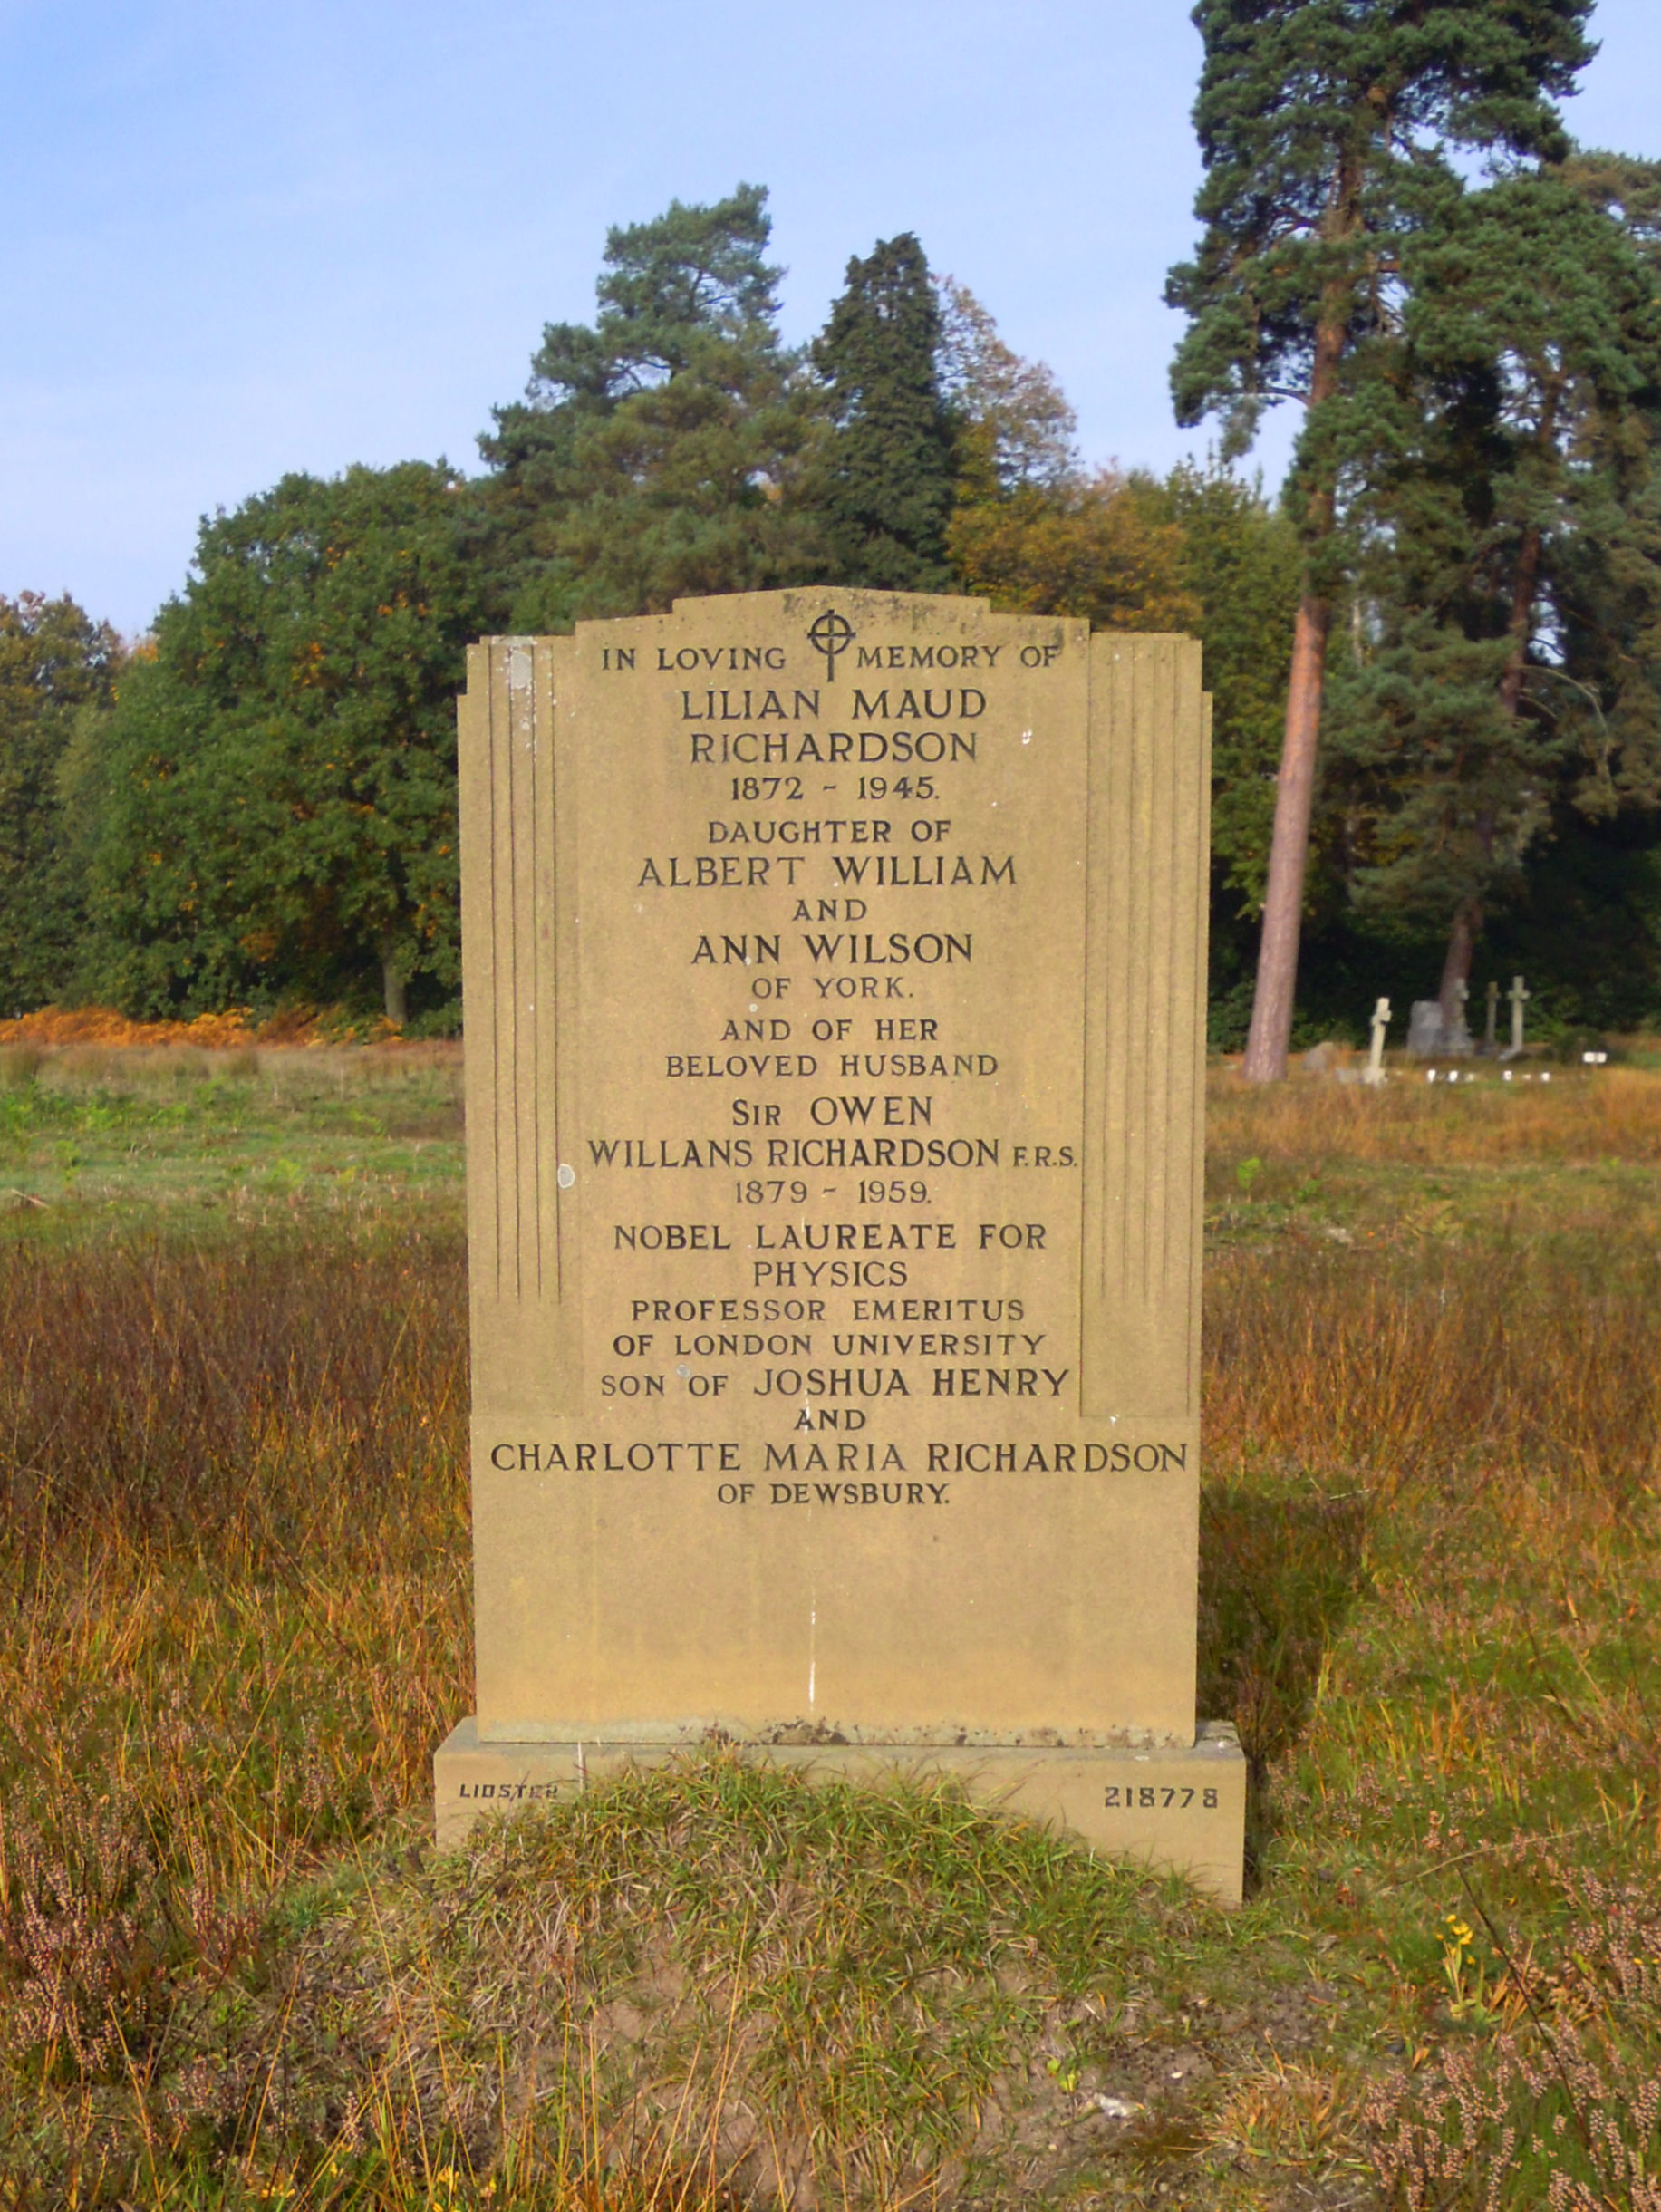 IN LOVING MEMORY OF
LILIAN MAUD
RICHARDSON
1872 - 1945.
DAUGHTER OF
ALBERT WILLIAM
AND
ANN WILSON
OF YORK.
AND OF HER
BELOVED HUSBAND
SIR OWEN
WILLANS RICHARDSON F.R.S.
1879 - 1959.
NOBEL LAUREATE FOR
PHYSICS
PROFESSOR EMERITUS
OF LONDON UNIVERSITY
SON OF JOSHUA HENRY
AND
CHARLOTTE MARIA RICHARDSON
OF DEWSBURY.
218778